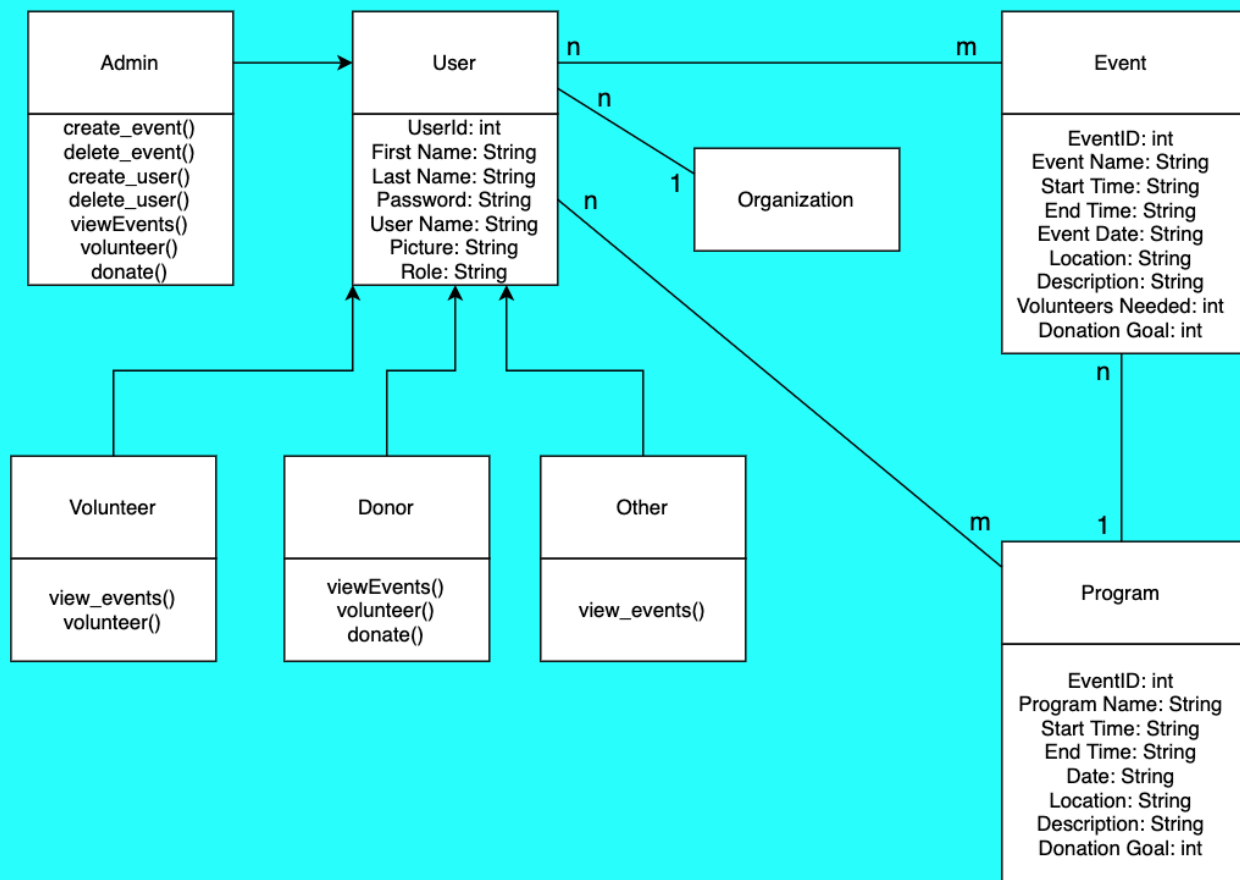 Admin
create_event()
delete_event()
create_user()
delete_user()
viewEvents()
volunteer()
donate()
User
UserId: int
First Name: String
Last Name: String
Password: String
User Name: String
Picture: String
Role: String
n
m
n
1
n
m
Organization
Event
EventID: int
Event Name: String
Start Time: String
End Time: String
Event Date: String
Location: String
Description: String
Volunteers Needed: int
Donation Goal: int
n
1
Volunteer
view_events()
volunteer()
Donor
viewEvents()
volunteer()
donate()
Other
view_events()
Program
EventID: int
Program Name: String
Start Time: String
End Time: String
Date: String
Location: String
Description: String
Donation Goal: int